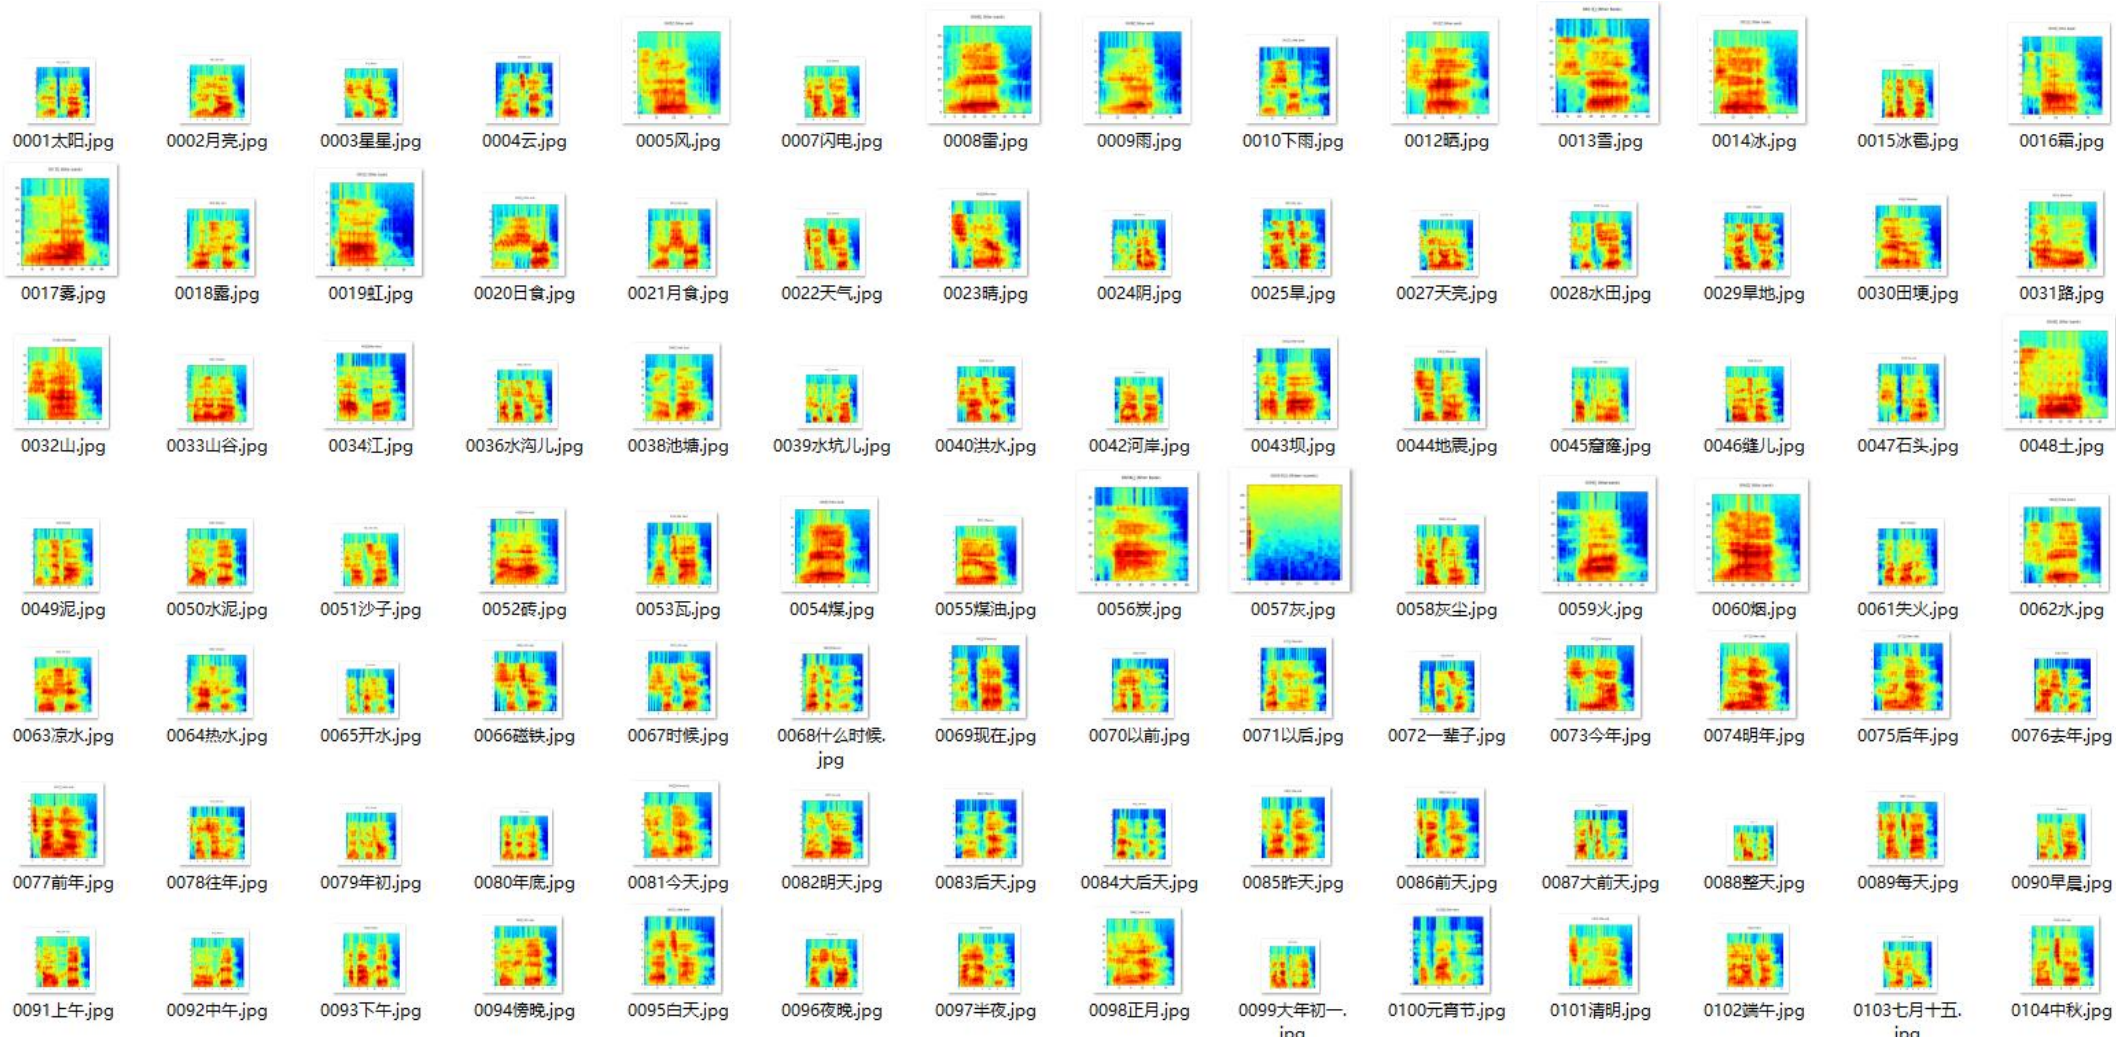 0001太阳.jpg 0002月亮.jpg 0003星星.jpg 0004云.jpg 0005风.jpg 0007闪电.jpg 0008雷.jpg 0009雨.jpg 0010下雨.jpg 0012晒.jpg 0013雪.jpg 0014冰.jpg 0015冰雹.jpg 0016霜.jpg
0017雾.jpg 0018露.jpg 0019虹.jpg 0020日食.jpg 0021月食.jpg 0022天气.jpg 0023晴.jpg 0024阴.jpg 0025旱.jpg 0027天亮.jpg 0028水田.jpg 0029旱地.jpg 0030田埂.jpg 0031路.jpg
0032山.jpg 0033山谷.jpg 0034江.jpg 0036水沟儿.jpg 0038池塘.jpg 0039水坑儿.jpg 0040洪水.jpg 0042河岸.jpg 0043坝.jpg 0044地震.jpg 0045窟窿.jpg 0046缝儿.jpg 0047石头.jpg 0048土.jpg
0049泥.jpg 0050水泥.jpg 0051沙子.jpg 0052砖.jpg 0053瓦.jpg 0054煤.jpg 0055煤油.jpg 0056炭.jpg 0057灰.jpg 0058灰尘.jpg 0059火.jpg 0060烟.jpg 0061失火.jpg 0062水.jpg
0063凉水.jpg 0064热水.jpg 0065开水.jpg 0066磁铁.jpg 0067时候.jpg 0068什么时候.jpg 0069现在.jpg 0070以前.jpg 0071以后.jpg 0072一辈子.jpg 0073今年.jpg 0074明年.jpg 0075后年.jpg 0076去年.jpg
0077前年.jpg 0078往年.jpg 0079年初.jpg 0080年底.jpg 0081今天.jpg 0082明天.jpg 0083后天.jpg 0084大后天.jpg 0085昨天.jpg 0086前天.jpg 0087大前天.jpg 0088整天.jpg 0089每天.jpg 0090早晨.jpg
0091上午.jpg 0092中午.jpg 0093下午.jpg 0094傍晚.jpg 0095白天.jpg 0096夜晚.jpg 0097半夜.jpg 0098正月.jpg 0099大年初一.jpg 0100元宵节.jpg 0101清明.jpg 0102端午.jpg 0103七月十五.jpg 0104中秋.jpg